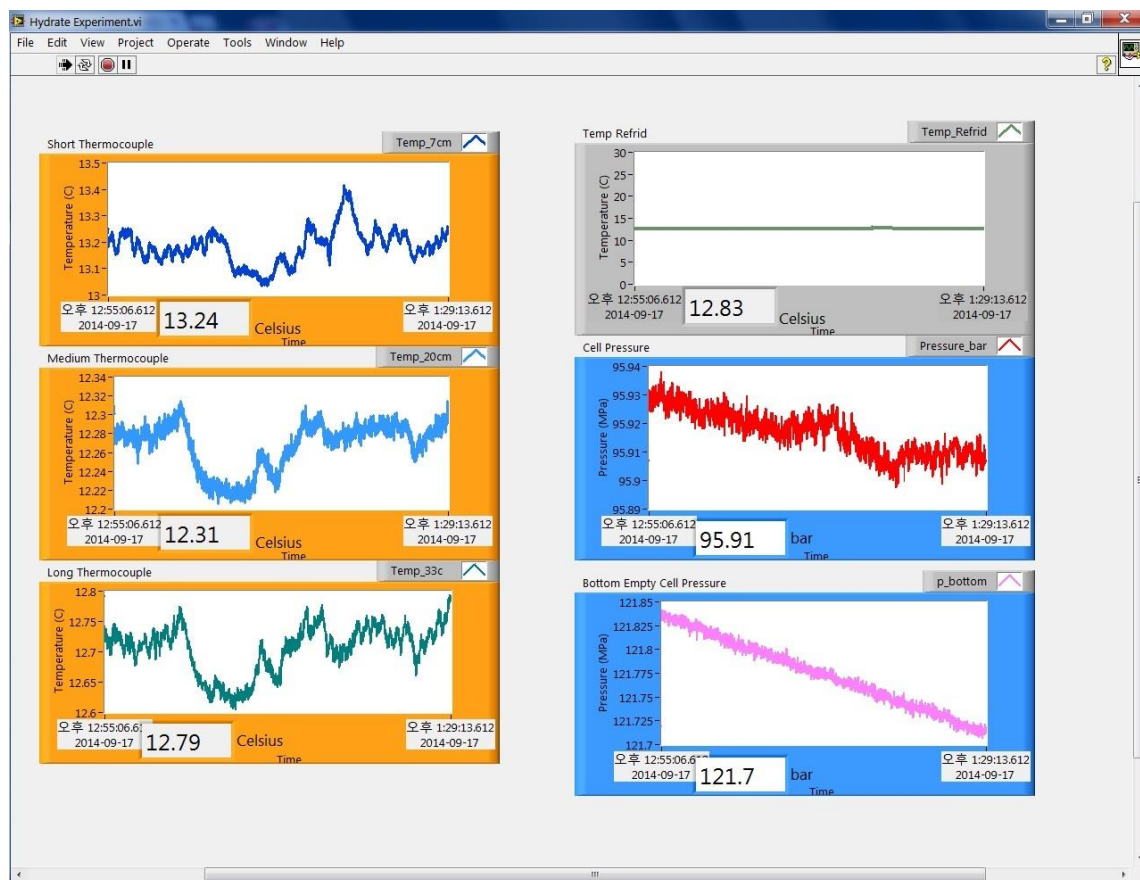 Hydrate Experiment.vi
File Edit View Project Operate Tools Window Help
Short Thermocouple
Temp_7cm
Temperature (C)
13.5
13.4
13.3
13.2
13.1
13
오후 12:55:06.612
2014-09-17
13.24
Celsius
Time
오후 1:29:13.612
2014-09-17
Medium Thermocouple
Temp_20cm
Temperature (C)
12.34
12.32
12.3
12.28
12.26
12.24
12.22
12.2
오후 12:55:06.612
2014-09-17
12.31
Celsius
Time
오후 1:29:13.612
2014-09-17
Long Thermocouple
Temp_33c
Temperature (C)
12.8
12.75
12.7
12.65
12.6
오후 12:55:06.6
2014-09-17
12.79
Celsius
Time
오후 1:29:13.612
2014-09-17
Temp Refrid
Temp_Refrid
Temperature (C)
30
25
20
15
10
5
0
오후 12:55:06.612
2014-09-17
12.83
Celsius
Time
오후 1:29:13.612
2014-09-17
Cell Pressure
Pressure_bar
Pressure (MPa)
95.94
95.93
95.92
95.91
95.9
95.89
오후 12:55:06.612
2014-09-17
95.91
bar
Time
오후 1:29:13.612
2014-09-17
Bottom Empty Cell Pressure
p_bottom
Pressure (MPa)
121.85
121.825
121.8
121.775
121.75
121.725
121.7
오후 12:55:06.6
2014-09-17
121.7
bar
Time
오후 1:29:13.612
2014-09-17